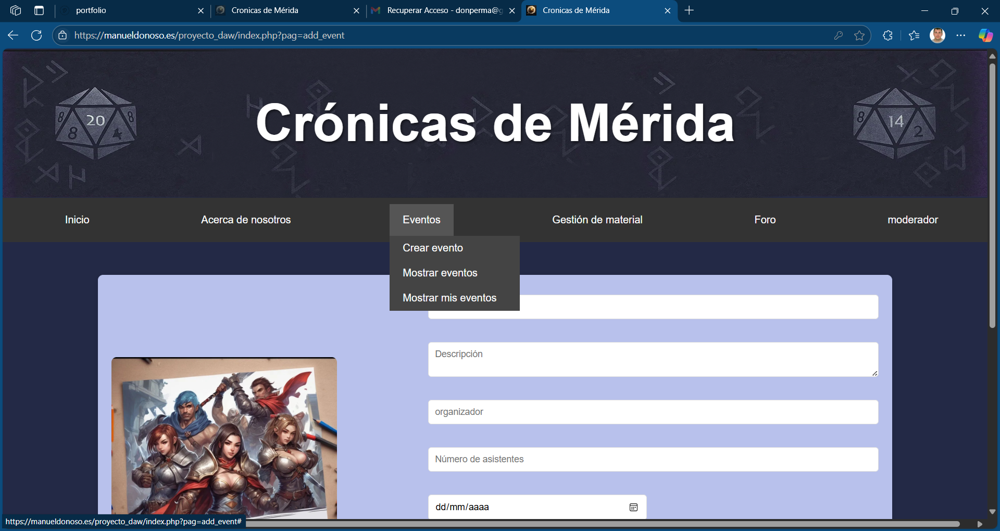 portfolio
Cronicas de Mérida
Recuperar Acceso - donperma@g
Cronicas de Mérida
https://manueldonoso.es/proyecto_daw/index.php?pag=add_event
Crónicas de Mérida
20
8
8
8
4
14
8
2
Inicio
Acerca de nosotros
Eventos
Gestión de material
Foro
moderador
Crear evento
Mostrar eventos
Mostrar mis eventos
Descripción
organizador
Número de asistentes
dd/mm/aaaa
https://manueldonoso.es/proyecto_daw/index.php?pag=add_event#